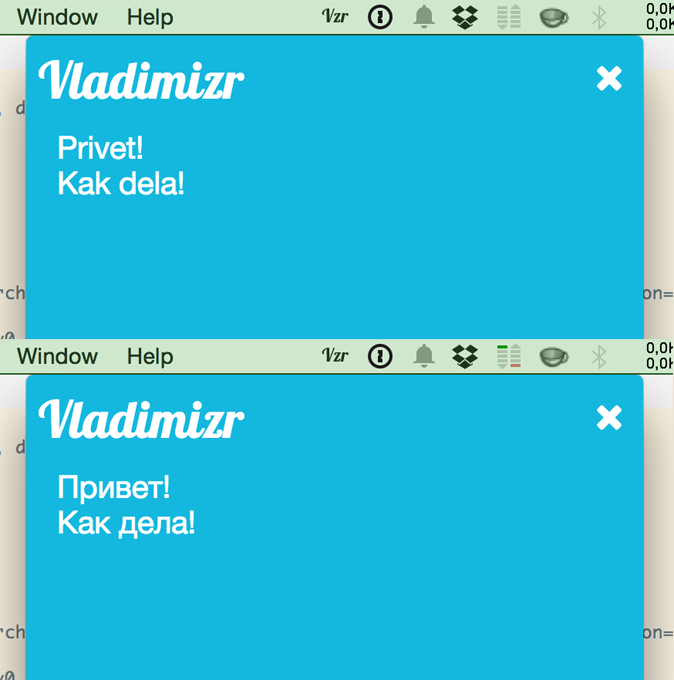 Window Help Vzr 0,0K
0,0K
Vladimizr
, d
Privet!
Kak dela!
rch on=
Window Help Vzr 0,0K
0,0K
Vladimizr
, d
Привет!
Как дела!
rch on=